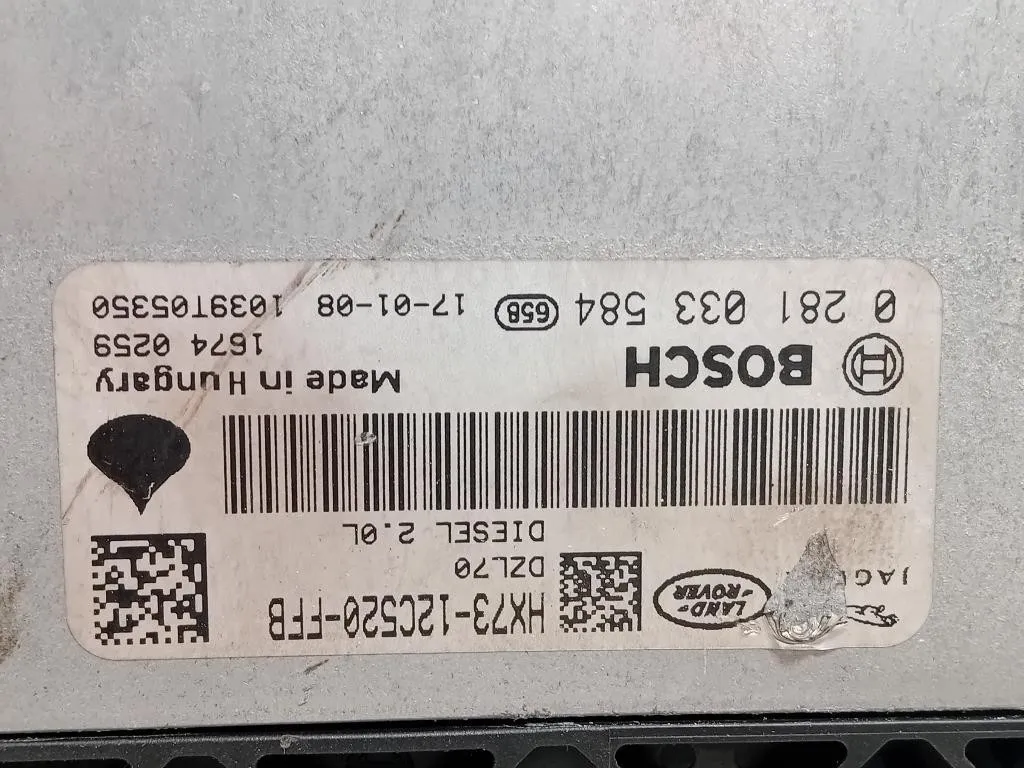 HX73-12C520-FFB
DZL70
DIESEL 2.0L
LAND-
-ROVER
Made in Hungary
BOSCH
1674 0259
0 281 033 584 65B 17-01-08 1039T05350